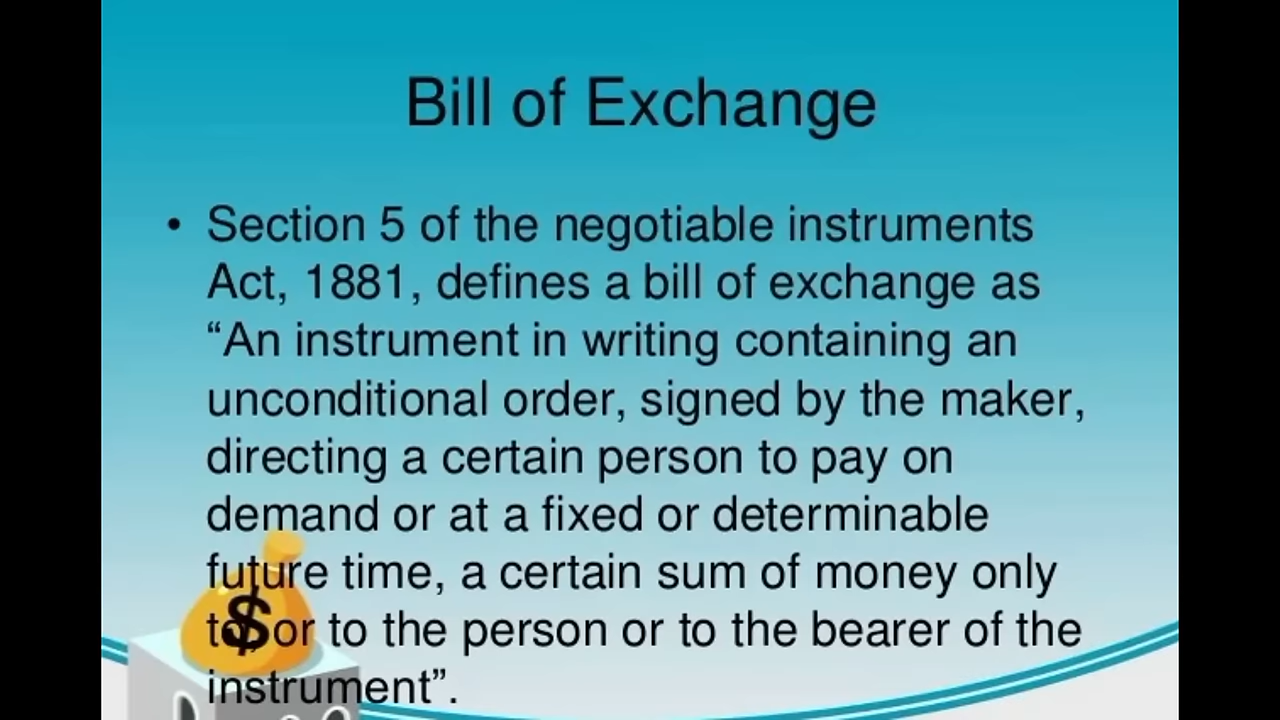 Bill of Exchange
• Section 5 of the negotiable instruments
Act, 1881, defines a bill of exchange as
“An instrument in writing containing an
unconditional order, signed by the maker,
directing a certain person to pay on
demand or at a fixed or determinable
future time, a certain sum of money only
to, or to the person or to the bearer of the
instrument”.
$